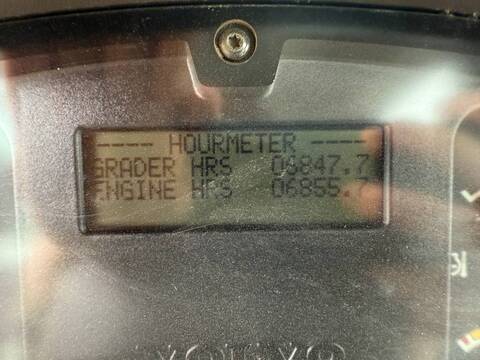 ---- HOURMETER ----
GRADER HRS 06847.7
ENGINE HRS 06855.7